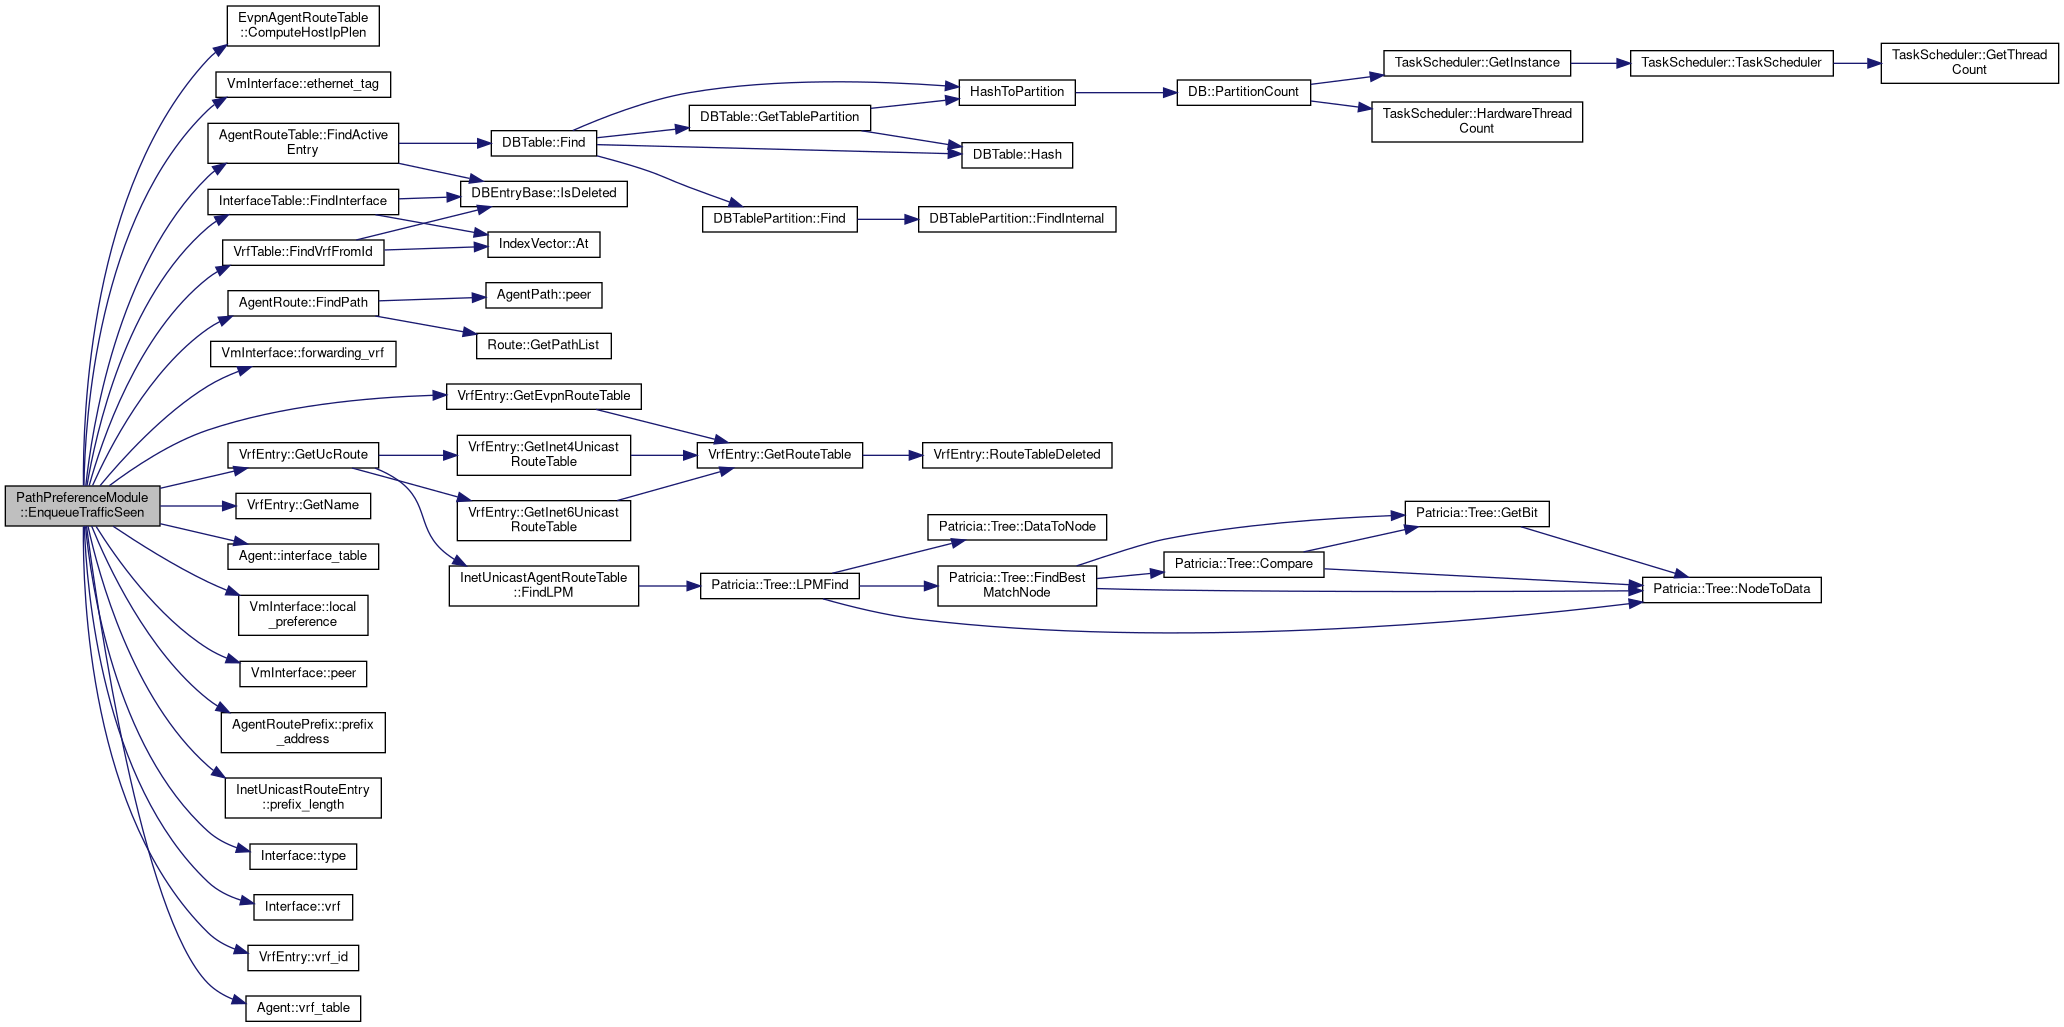 PathPreferenceModule
::EnqueueTrafficSeen
EvpnAgentRouteTable
::ComputeHostIpPlen
VmInterface::ethernet_tag
AgentRouteTable::FindActive
Entry
InterfaceTable::FindInterface
VrfTable::FindVrfFromId
AgentRoute::FindPath
VmInterface::forwarding_vrf
VrfEntry::GetEvpnRouteTable
VrfEntry::GetUcRoute
VrfEntry::GetName
Agent::interface_table
VmInterface::local
_preference
VmInterface::peer
AgentRoutePrefix::prefix
_address
InetUnicastRouteEntry
::prefix_length
Interface::type
Interface::vrf
VrfEntry::vrf_id
Agent::vrf_table
DBTable::Find
DBEntryBase::IsDeleted
IndexVector::At
AgentPath::peer
Route::GetPathList
VrfEntry::GetInet4Unicast
RouteTable
VrfEntry::GetInet6Unicast
RouteTable
InetUnicastAgentRouteTable
::FindLPM
DBTable::GetTablePartition
DBTablePartition::Find
VrfEntry::GetRouteTable
Patricia::Tree::LPMFind
HashToPartition
DBTable::Hash
DBTablePartition::FindInternal
VrfEntry::RouteTableDeleted
Patricia::Tree::DataToNode
Patricia::Tree::FindBest
MatchNode
DB::PartitionCount
Patricia::Tree::Compare
TaskScheduler::GetInstance
TaskScheduler::HardwareThread
Count
Patricia::Tree::GetBit
TaskScheduler::TaskScheduler
Patricia::Tree::NodeToData
TaskScheduler::GetThread
Count